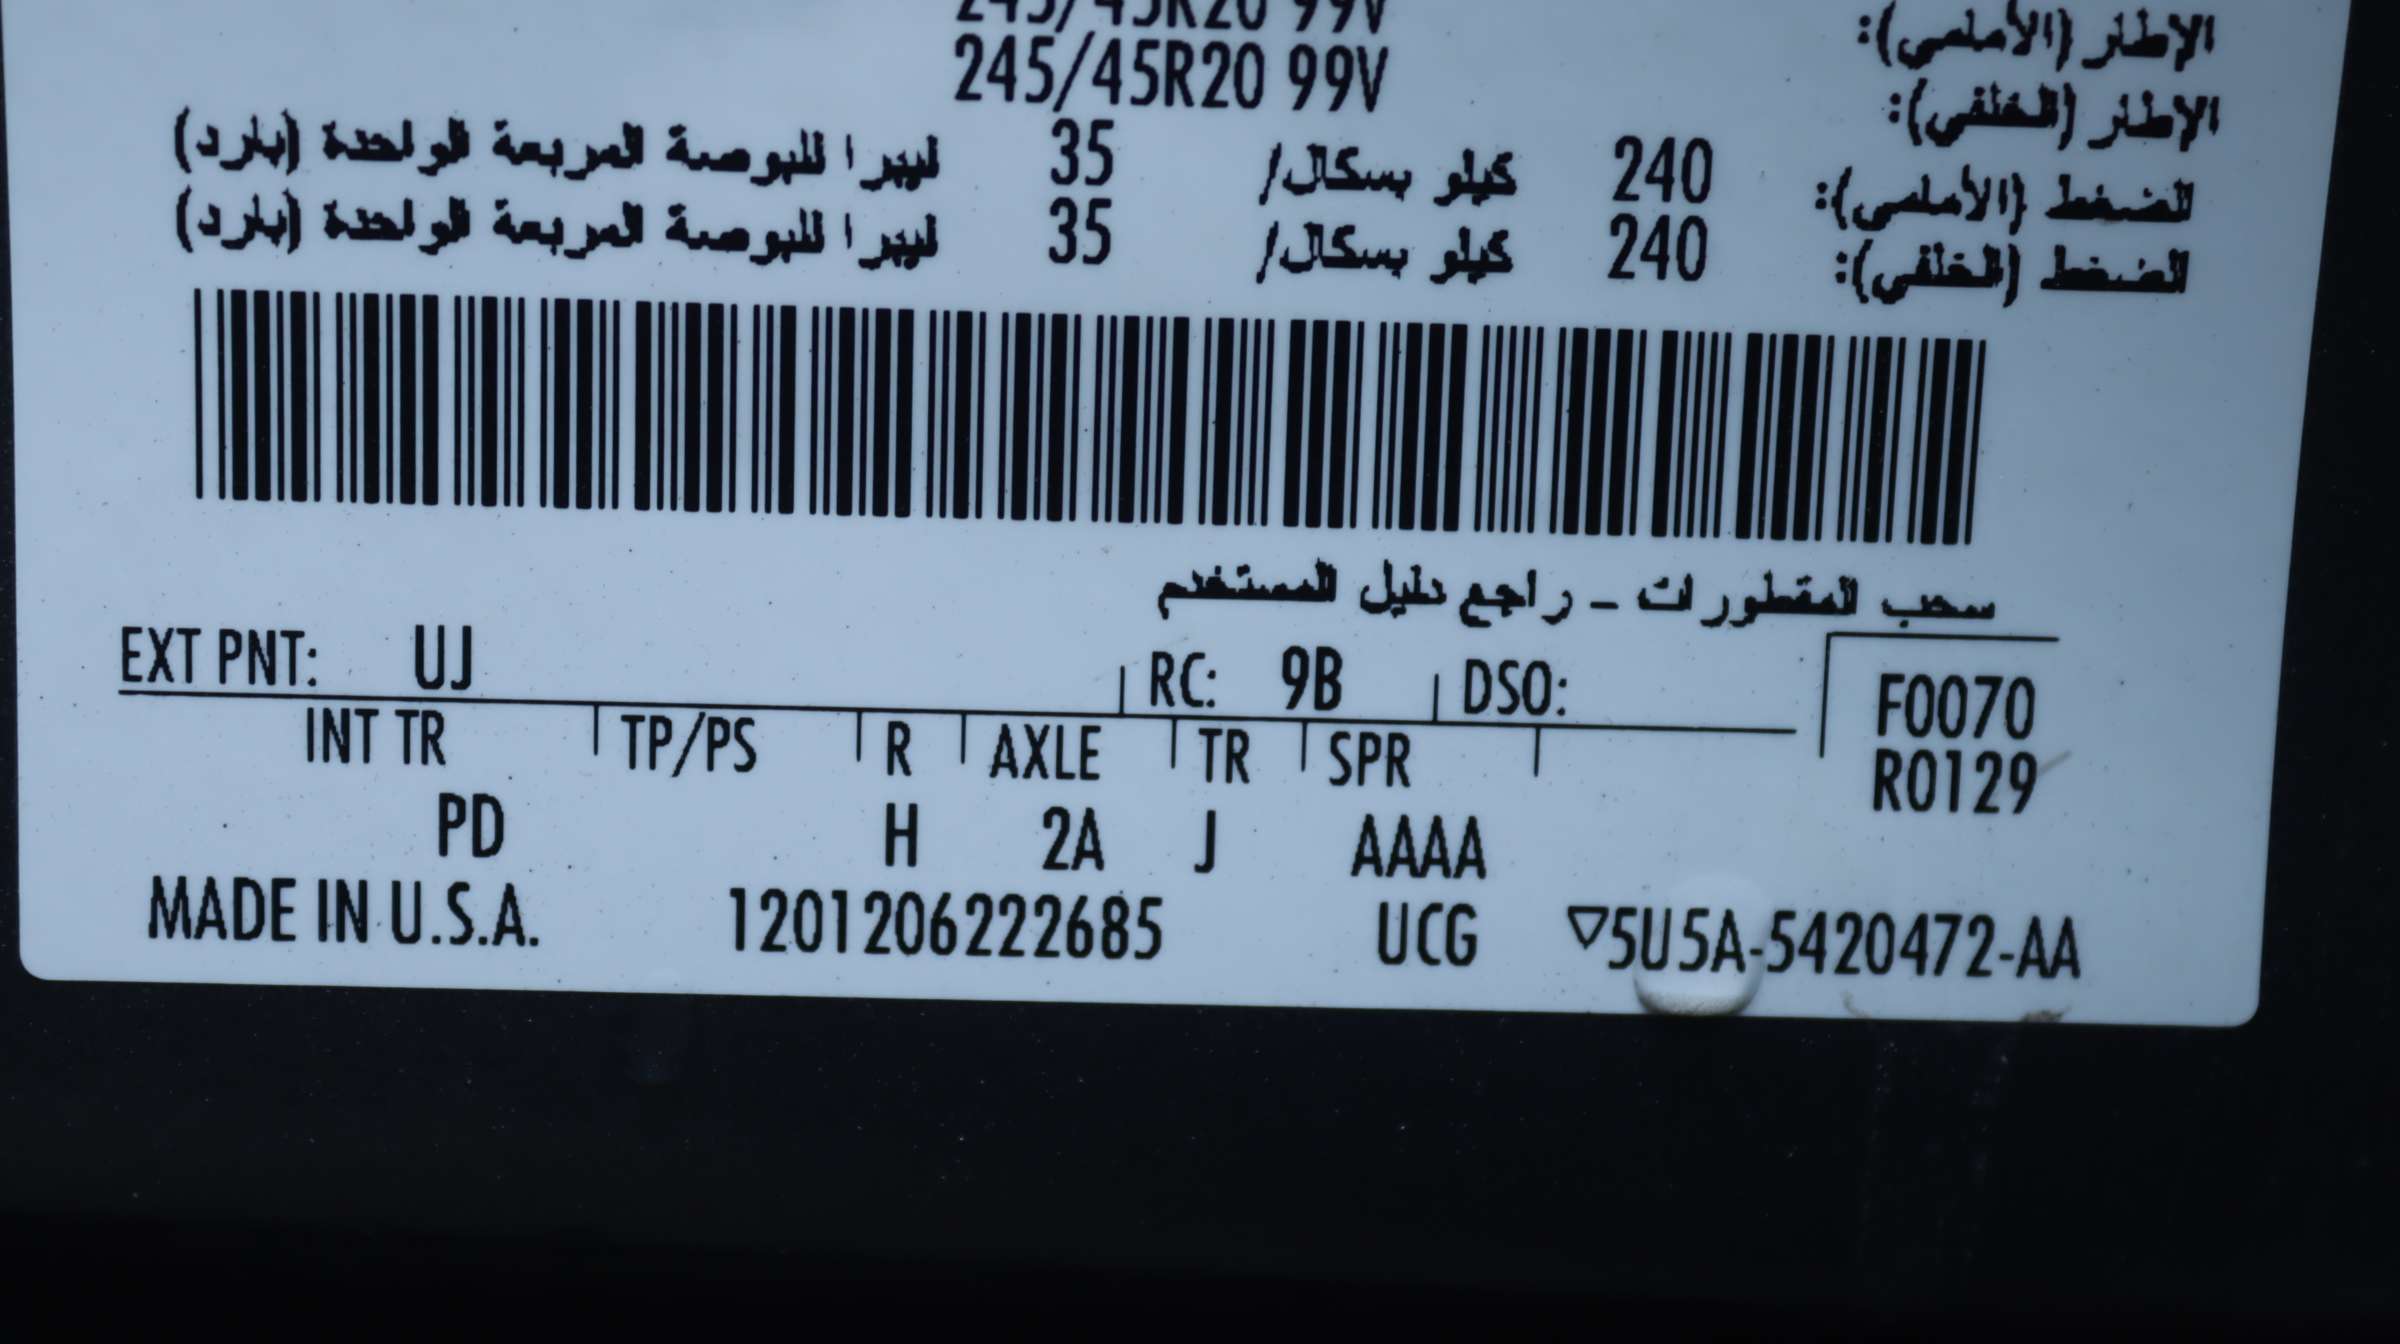 الإطار (الأمامي): 245/45R20 99V
الإطار (الخلفي): 245/45R20 99V
الضغط (الأمامي): 240 كيلو بسكال/ 35 ليبرا للبوصة المربعة الواحدة (بارد)
الضغط (الخلفي): 240 كيلو بسكال/ 35 ليبرا للبوصة المربعة الواحدة (بارد)
سحب المقطورات - راجع دليل المستخدم
EXT PNT: UJ RC: 9B DSO: F0070
INT TR TP/PS R AXLE TR SPR R0129
PD H 2A J AAAA
MADE IN U.S.A. 1201206222685 UCG ▽5U5A-5420472-AA